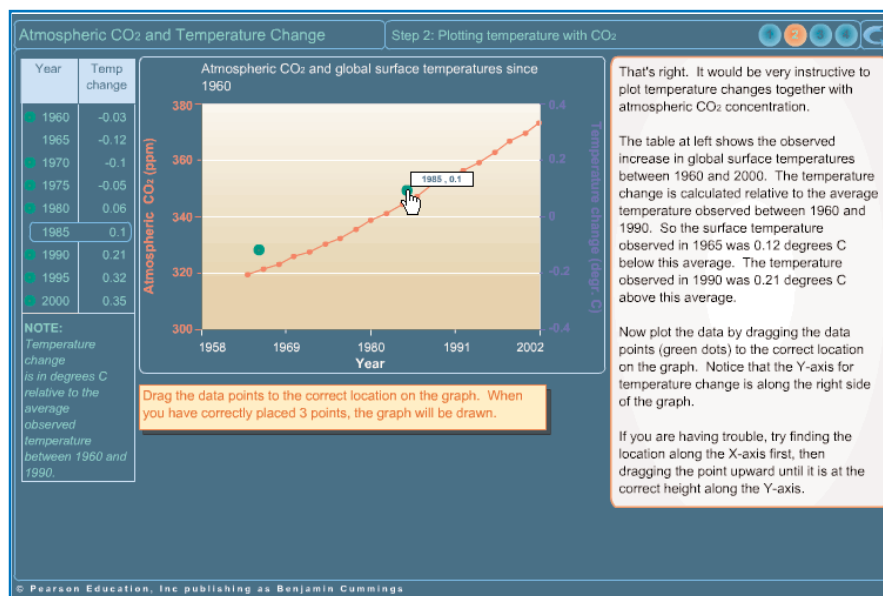 Atmospheric CO₂ and Temperature Change
Step 2: Plotting temperature with CO₂
1 2 3 4
Year Temp change
1960 -0.03
1965 -0.12
1970 -0.1
1975 -0.05
1980 0.06
1985 0.1
1990 0.21
1995 0.32
2000 0.35
NOTE:
Temperature
change
is in degrees C
relative to the
average
observed
temperature
between 1960 and
1990.
Atmospheric CO₂ and global surface temperatures since
1960
Atmospheric CO₂ (ppm)
380
360
340
320
300
0.4
0.2
0
-0.2
-0.4
Temperature change (degr. C)
1985 , 0.1
1958 1969 1980 1991 2002
Year
Drag the data points to the correct location on the graph. When
you have correctly placed 3 points, the graph will be drawn.
That's right. It would be very instructive to
plot temperature changes together with
atmospheric CO₂ concentration.
The table at left shows the observed
increase in global surface temperatures
between 1960 and 2000. The temperature
change is calculated relative to the average
temperature observed between 1960 and
1990. So the surface temperature
observed in 1965 was 0.12 degrees C
below this average. The temperature
observed in 1990 was 0.21 degrees C
above this average.
Now plot the data by dragging the data
points (green dots) to the correct location
on the graph. Notice that the Y-axis for
temperature change is along the right side
of the graph.
If you are having trouble, try finding the
location along the X-axis first, then
dragging the point upward until it is at the
correct height along the Y-axis.
© Pearson Education, Inc publishing as Benjamin Cummings